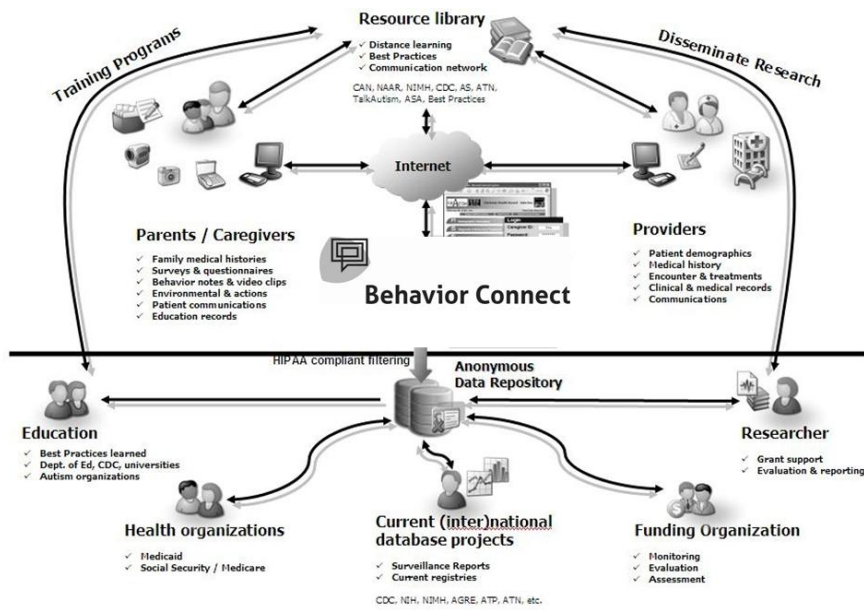 Resource library
✓ Distance learning
✓ Best Practices
✓ Communication network
CAN, NAAR, NIMH, CDC, AS, ATN,
TalkAutism, ASA, Best Practices
Training Programs
Disseminate Research
Internet
Login
Caregiver ID:
Password
Parents / Caregivers
✓ Family medical histories
✓ Surveys & questionnaires
✓ Behavior notes & video clips
✓ Environmental & actions
✓ Patient communications
✓ Education records
Behavior Connect
Providers
✓ Patient demographics
✓ Medical history
✓ Encounter & treatments
✓ Clinical & medical records
✓ Communications
HIPAA compliant filtering
Anonymous
Data Repository
Education
✓ Best Practices learned
✓ Dept. of Ed, CDC, universities
✓ Autism organizations
Researcher
✓ Grant support
✓ Evaluation & reporting
Health organizations
✓ Medicaid
✓ Social Security / Medicare
Current (inter)national
database projects
✓ Surveillance Reports
✓ Current registries
CDC, NIH, NIMH, AGRE, ATP, ATN, etc.
Funding Organization
✓ Monitoring
✓ Evaluation
✓ Assessment